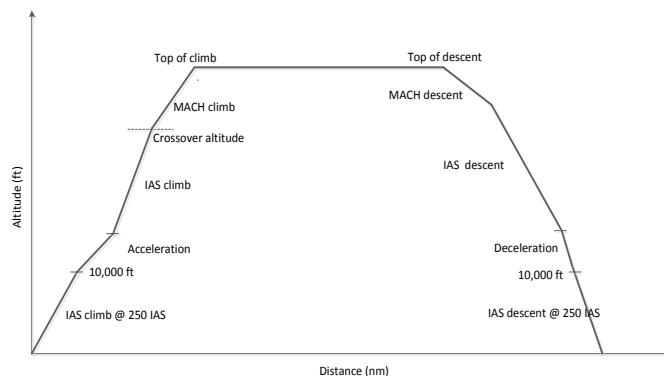 Top of climb
Top of descent
MACH climb
MACH descent
Crossover altitude
IAS climb
IAS  descent
Altitude (ft)
Acceleration
Deceleration
10,000 ft
10,000 ft
IAS climb @ 250 IAS
IAS descent @ 250 IAS
Distance (nm)